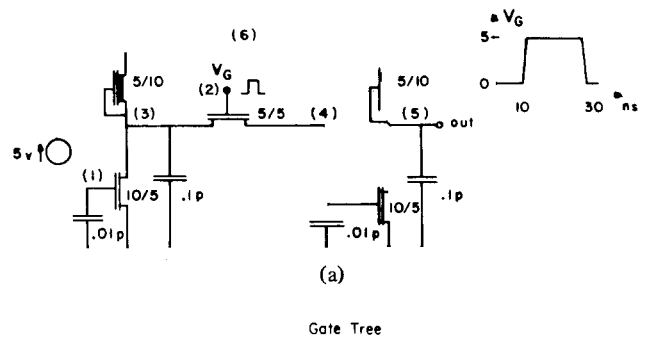 (6)
V_G
5-
0
10
30
ns
5/10
V_G
(2)
(3)
5/5
(4)
5/10
(5)
out
5v
(1)
10/5
.1p
.01p
10/5
.1p
.01p
(a)
Gate Tree